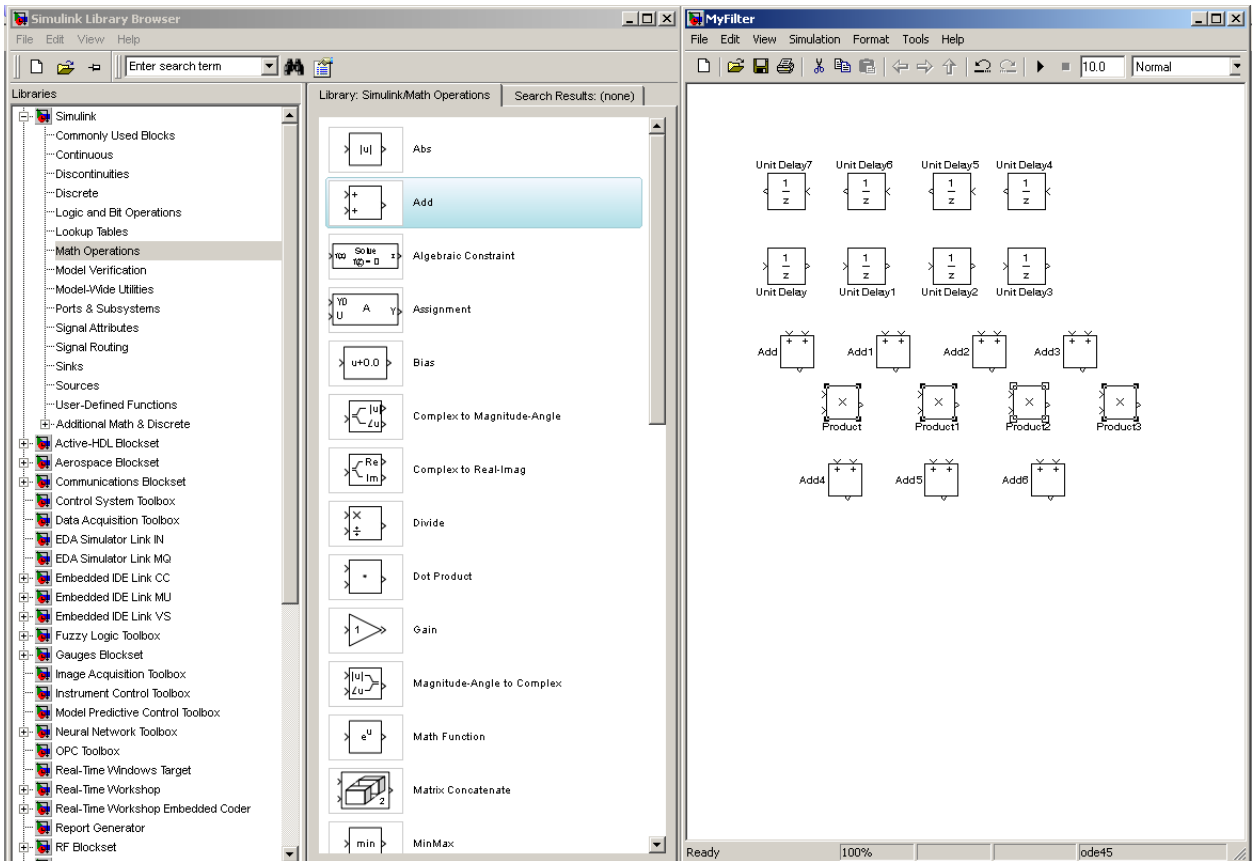 Simulink Library Browser
File Edit View Help
Enter search term
Libraries
Simulink
Commonly Used Blocks
Continuous
Discontinuities
Discrete
Logic and Bit Operations
Lookup Tables
Math Operations
Model Verification
Model-Wide Utilities
Ports & Subsystems
Signal Attributes
Signal Routing
Sinks
Sources
User-Defined Functions
Additional Math & Discrete
Active-HDL Blockset
Aerospace Blockset
Communications Blockset
Control System Toolbox
Data Acquisition Toolbox
EDA Simulator Link IN
EDA Simulator Link MQ
Embedded IDE Link CC
Embedded IDE Link MU
Embedded IDE Link VS
Fuzzy Logic Toolbox
Gauges Blockset
Image Acquisition Toolbox
Instrument Control Toolbox
Model Predictive Control Toolbox
Neural Network Toolbox
OPC Toolbox
Real-Time Windows Target
Real-Time Workshop
Real-Time Workshop Embedded Coder
Report Generator
RF Blockset
Library: Simulink/Math Operations Search Results: (none)
|u| Abs
+
+ Add
Solve
f(z) f(z) = 0 z Algebraic Constraint
Y0
U A Y Assignment
u+0.0 Bias
|u|
∠u Complex to Magnitude-Angle
Re
Im Complex to Real-Imag
×
÷ Divide
Dot Product
1 Gain
|u|
∠u Magnitude-Angle to Complex
e^u Math Function
2 Matrix Concatenate
min MinMax
MyFilter
File Edit View Simulation Format Tools Help
10.0 Normal
Unit Delay7 Unit Delay6 Unit Delay5 Unit Delay4
1 1 1 1
z z z z
1 1 1 1
z z z z
Unit Delay Unit Delay1 Unit Delay2 Unit Delay3
Add + + Add1 + + Add2 + + Add3 + +
× × × ×
Product Product1 Product2 Product3
Add4 + + Add5 + + Add6 + +
Ready 100% ode45